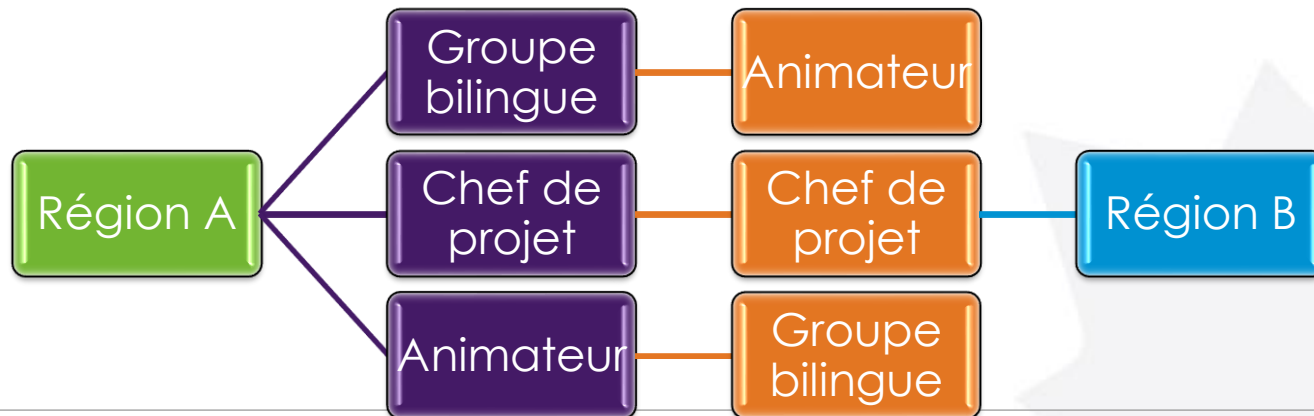 Groupe
bilingue
Animateur
Région A
Chef de
projet
Chef de
projet
Région B
Animateur
Groupe
bilingue